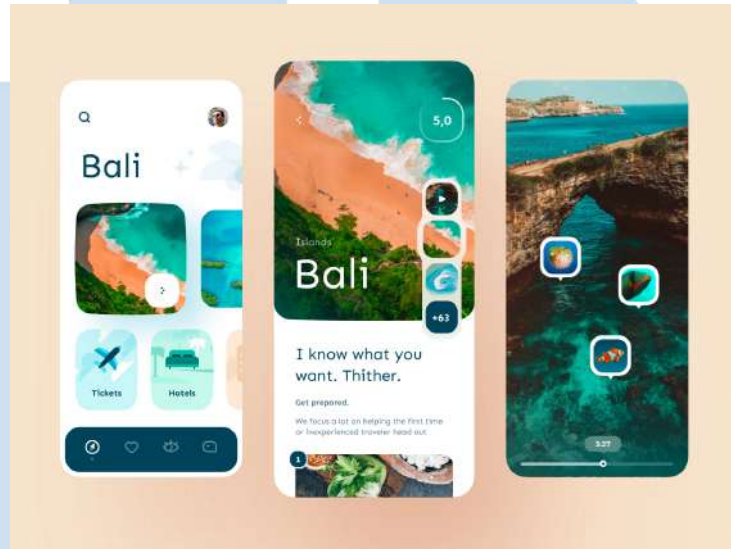 Bali
Tickets
Hotels
5,0
Islands
Bali
+63
I know what you
want. Thither.
Get prepared.
We focus a lot on helping the first time
or inexperienced traveler head out.
1
3:27